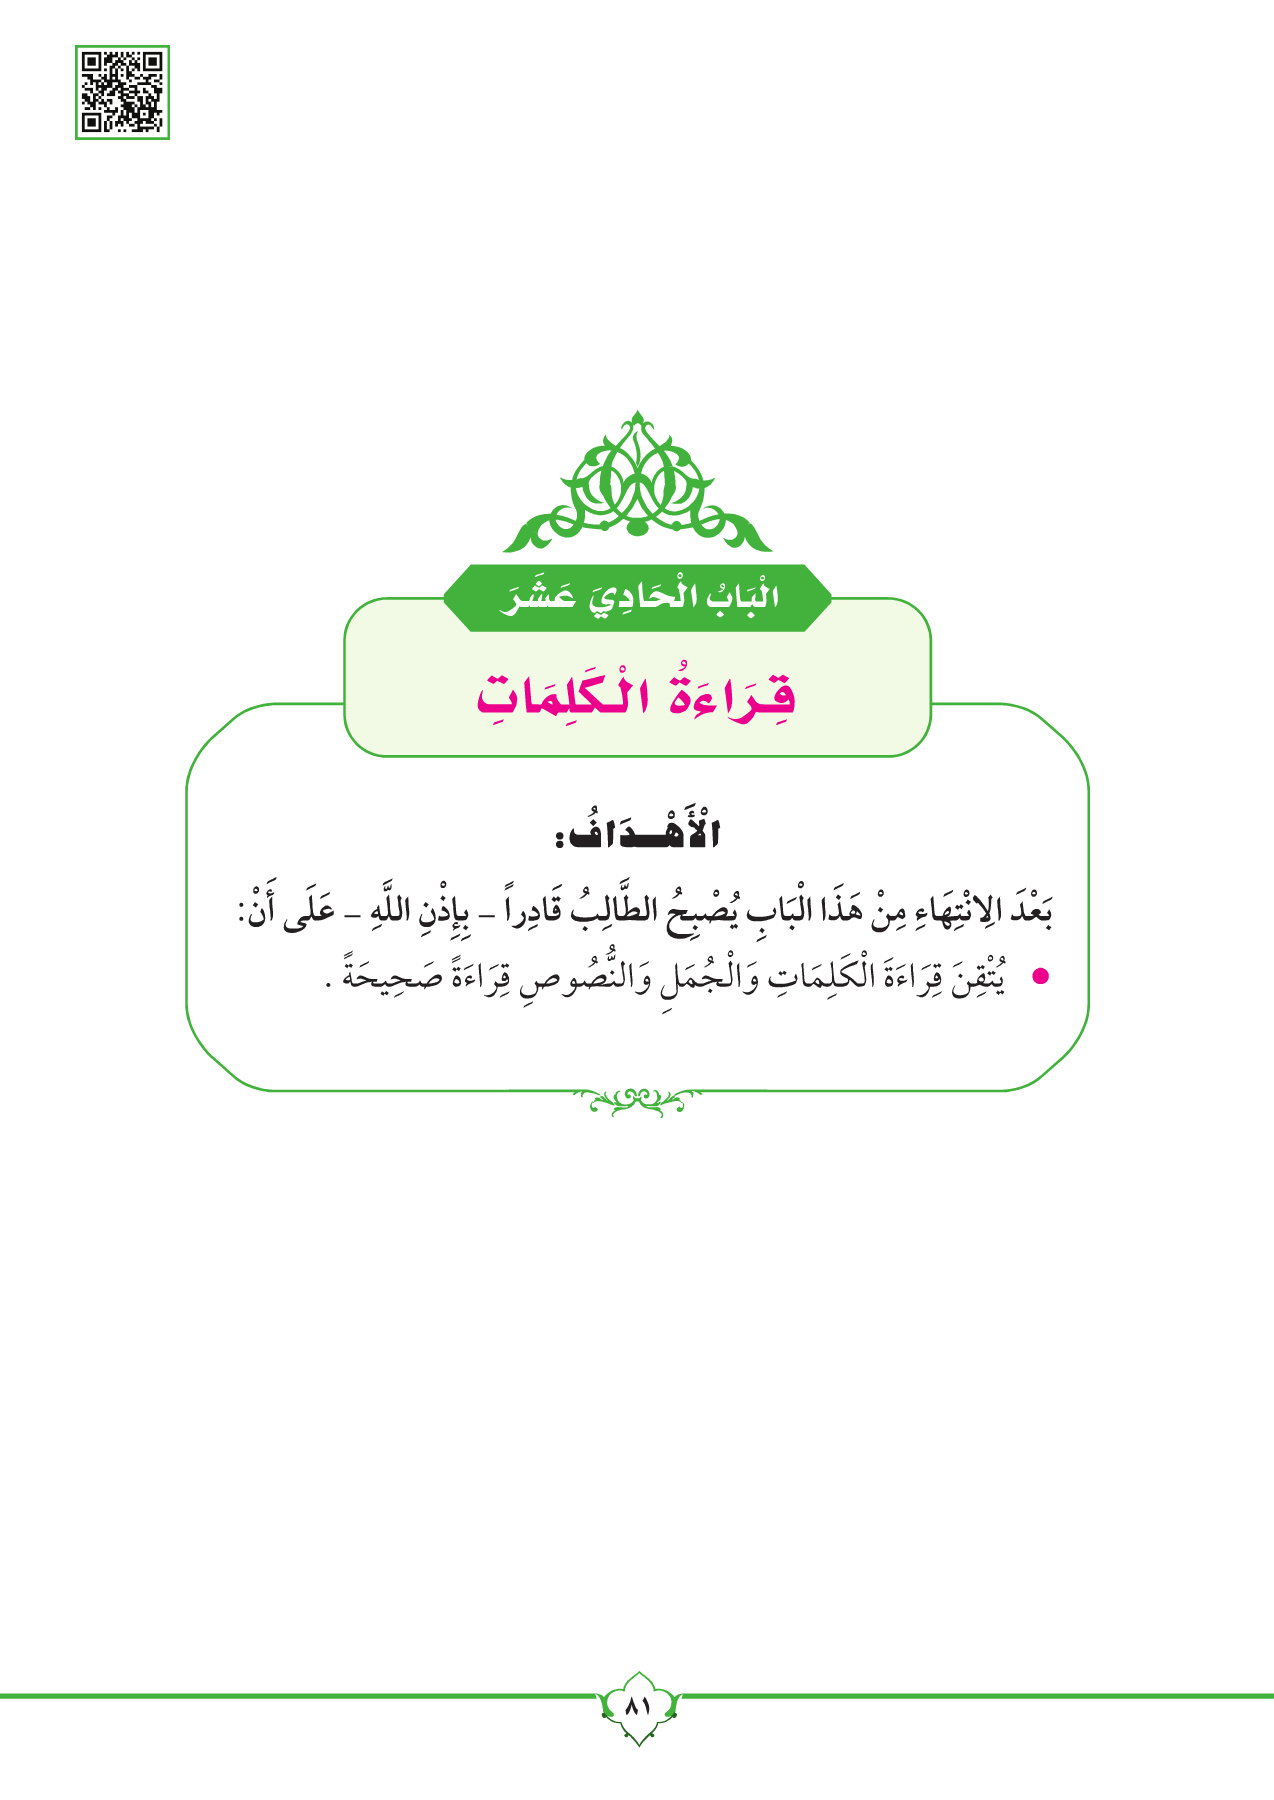 الْبَابُ الْحَادِيَ عَشَرَ
قِرَاءَةُ الْكَلِمَاتِ
الْأَهْدَافُ:
بَعْدَ الِانْتِهَاءِ مِنْ هَذَا الْبَابِ يُصْبِحُ الطَّالِبُ قَادِراً – بِإِذْنِ اللَّهِ – عَلَى أَنْ:
● يُتْقِنَ قِرَاءَةَ الْكَلِمَاتِ وَالْجُمَلِ وَالنُّصُوصِ قِرَاءَةً صَحِيحَةً .
٨١